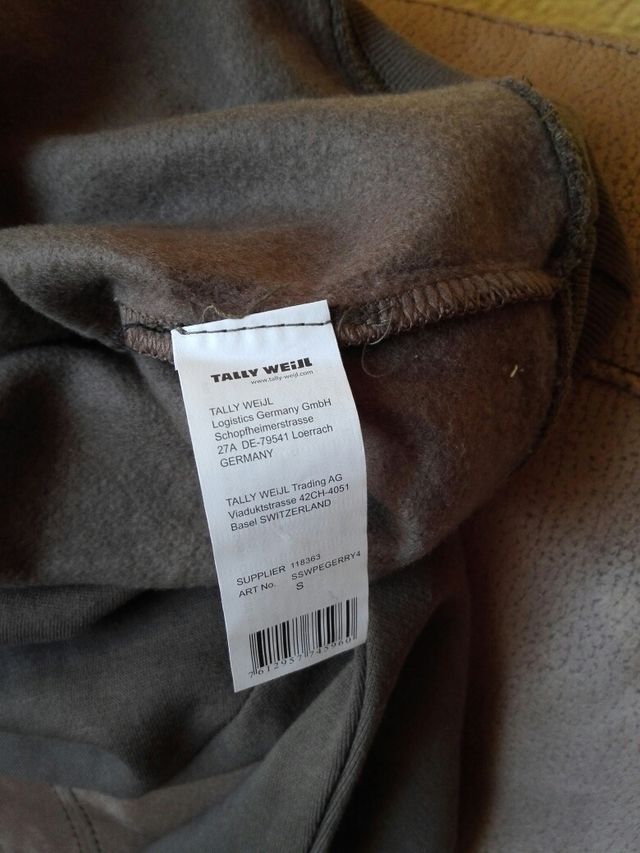 TALLY WEiJL
www.tally-weijl.com
TALLY WEiJL
Logistics Germany GmbH
Schopfheimerstrasse
27A DE-79541 Loerrach
GERMANY
TALLY WEiJL Trading AG
Viaduktstrasse 42CH-4051
Basel SWITZERLAND
SUPPLIER 118363
ART No. SSWPEGERRY4
S
7612957745960